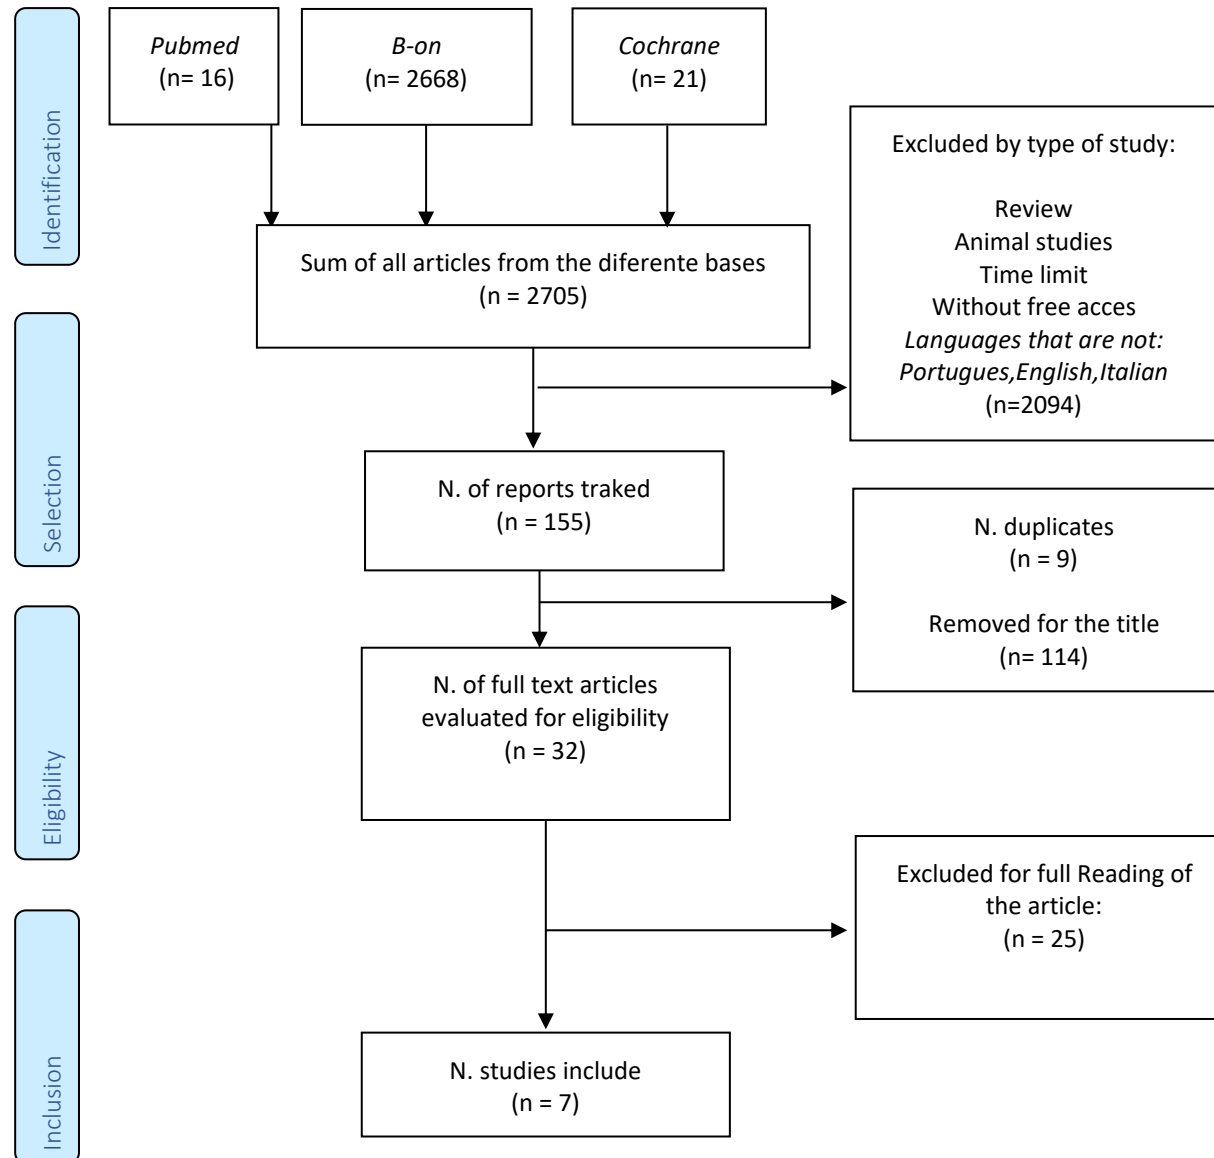 Identification
Pubmed
(n= 16)
B-on
(n= 2668)
Cochrane
(n= 21)
Sum of all articles from the diferente bases
(n = 2705)
Excluded by type of study:
Review
Animal studies
Time limit
Without free acces
Languages that are not:
Portugues,English,Italian
(n=2094)
Selection
N. of reports traked
(n = 155)
N. duplicates
(n = 9)
Removed for the title
(n= 114)
Eligibility
N. of full text articles
evaluated for eligibility
(n = 32)
Excluded for full Reading of
the article:
(n = 25)
Inclusion
N. studies include
(n = 7)